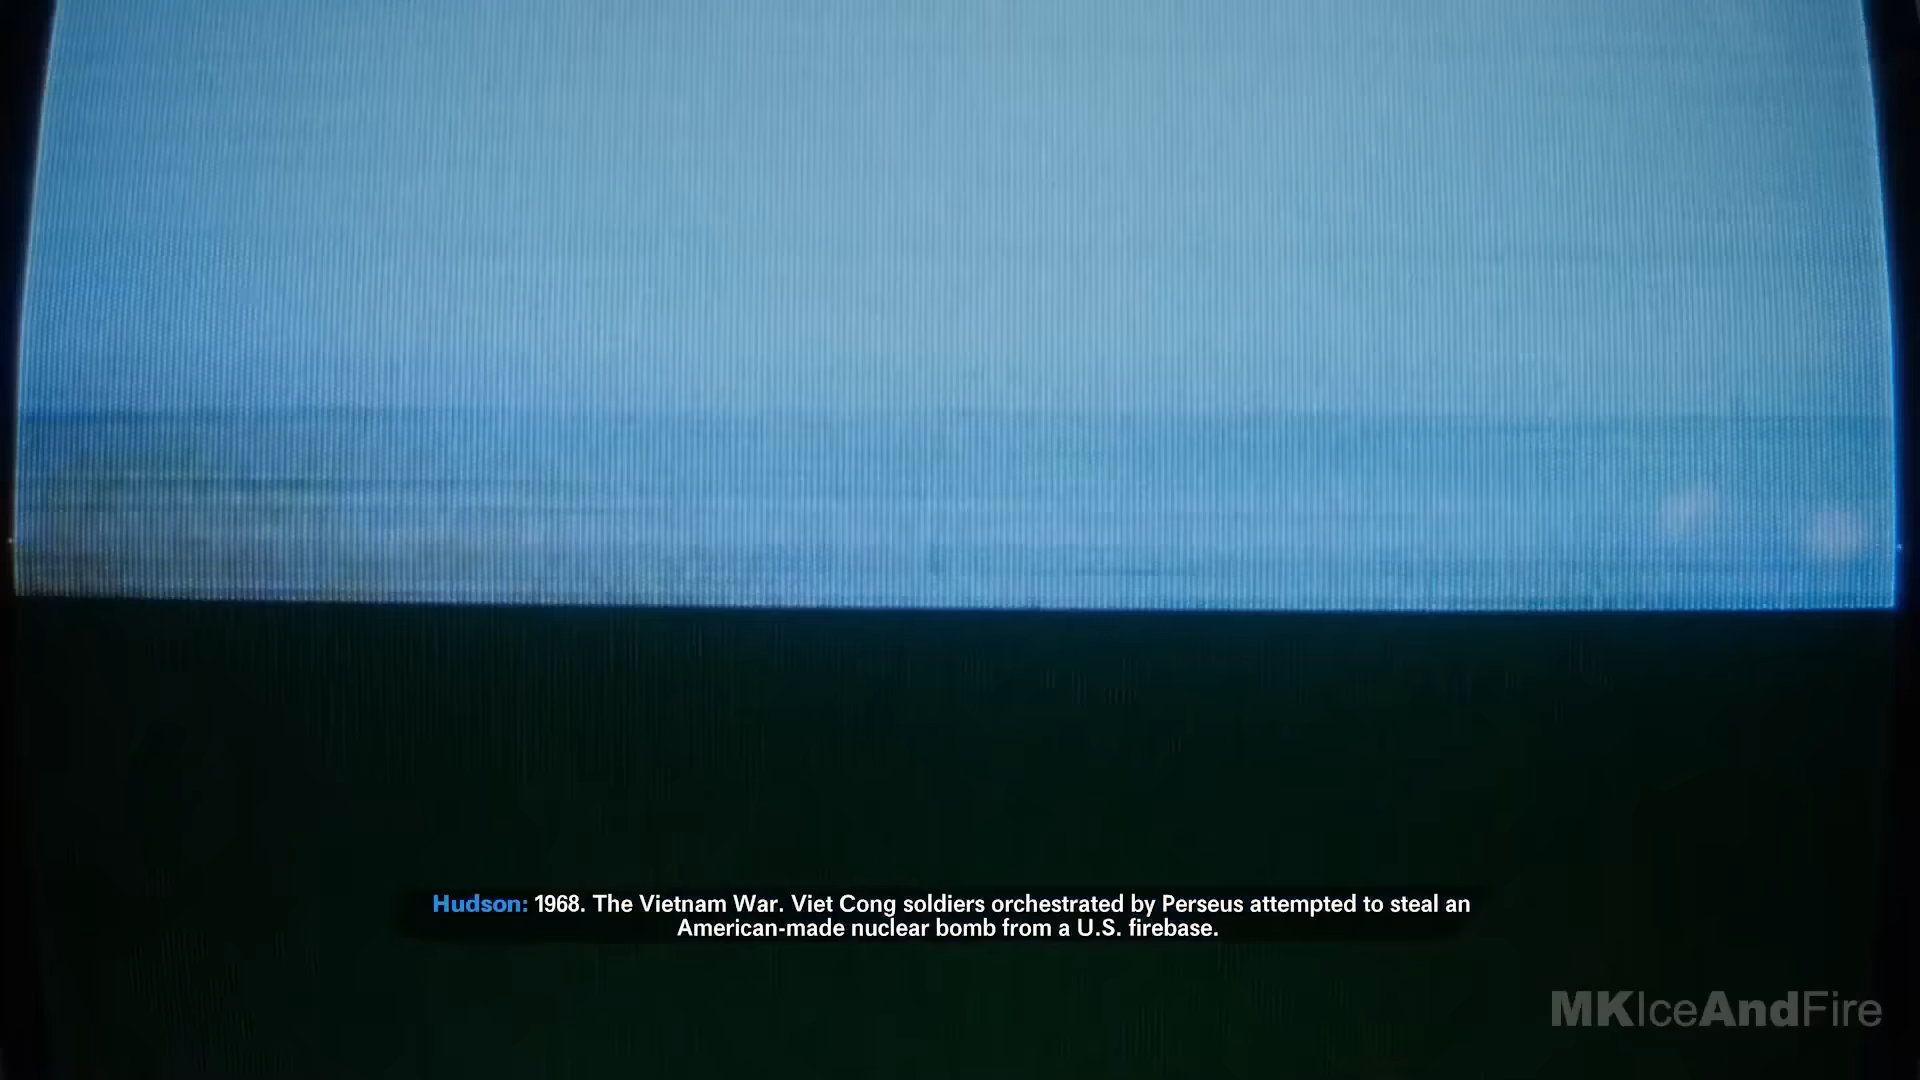 Hudson: 1968. The Vietnam War. Viet Cong soldiers orchestrated by Perseus attempted to steal an
American-made nuclear bomb from a U.S. firebase.
MKIceAndFire